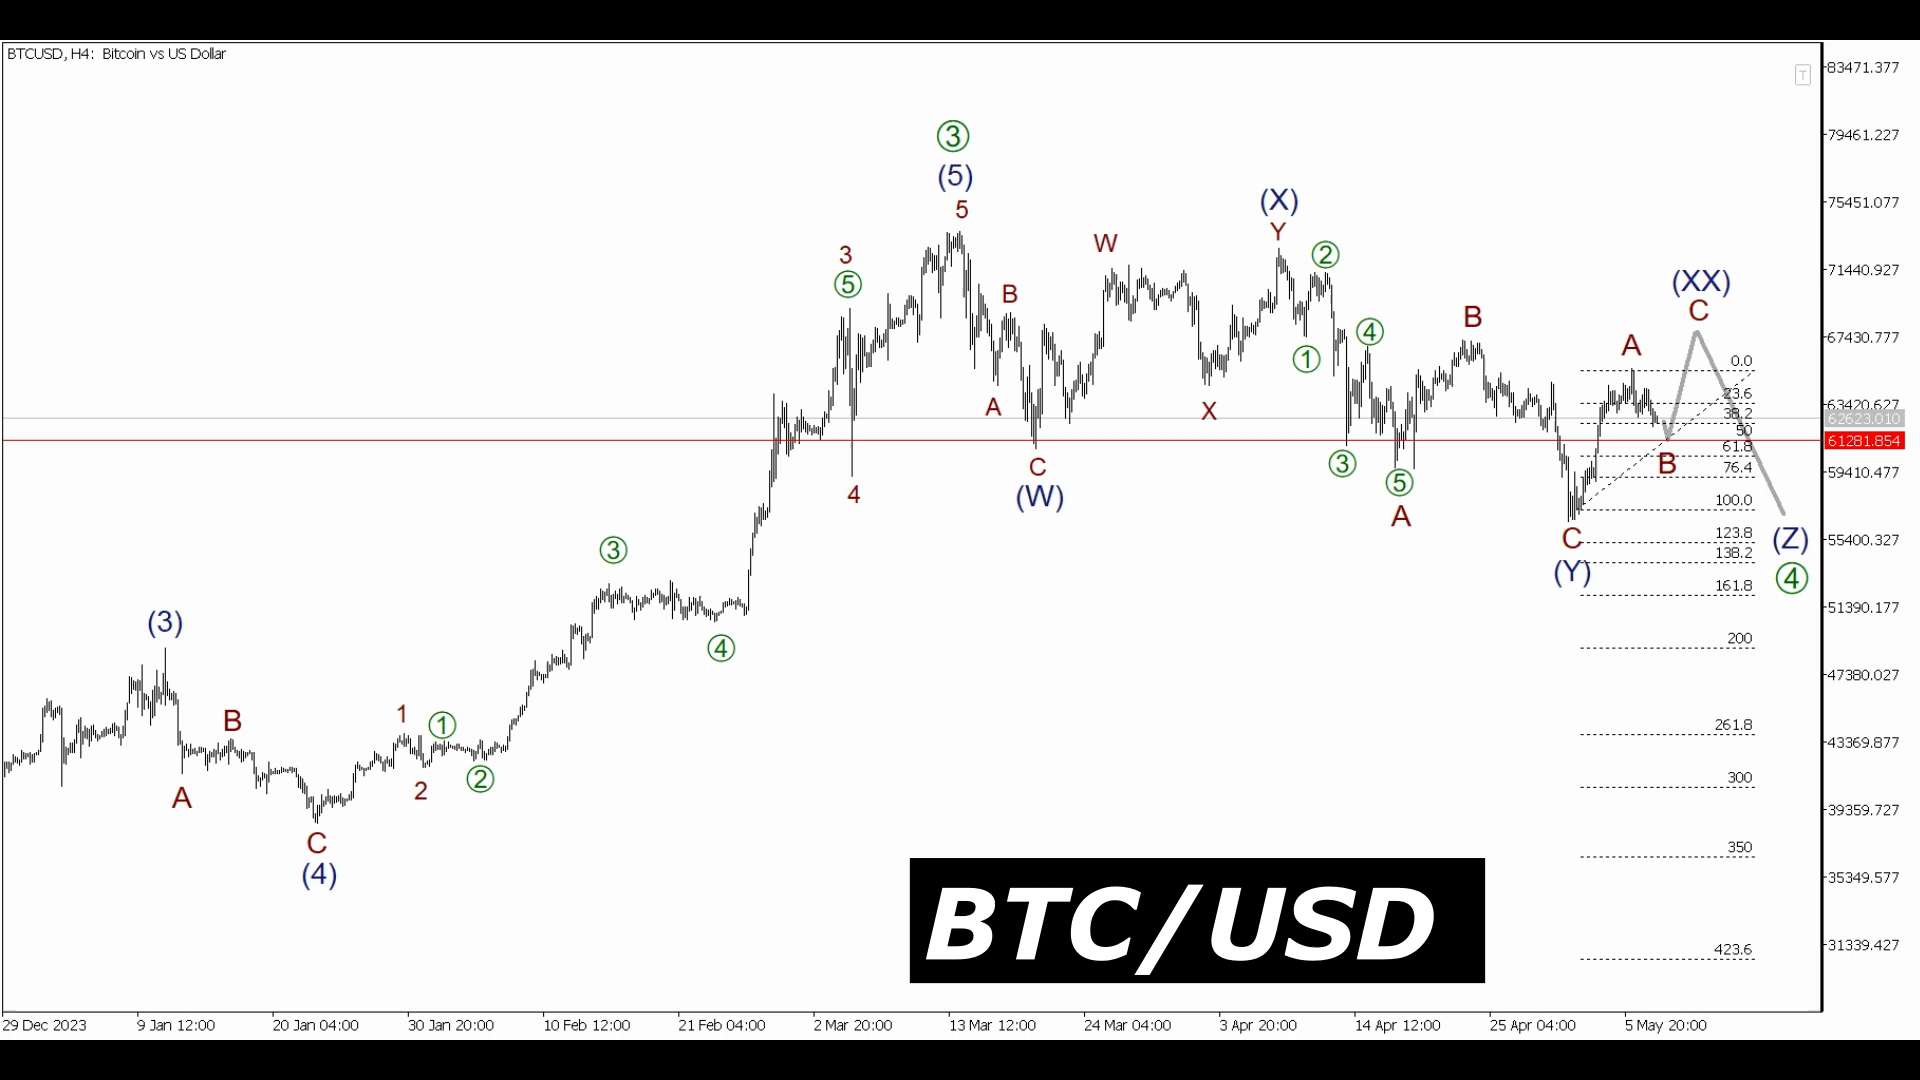 BTCUSD, H4: Bitcoin vs US Dollar
T
83471.377
③
79461.227
(5)
(X)
75451.077
5
Y
W
3
②
⑤
71440.927
(XX)
B
C
B
④
67430.777
A
①
0.0
23.6
A
X
63420.627
38.2
62623.010
50
61281.854
61.8
C
③
B
76.4
59410.477
4
(W)
⑤
100.0
A
123.8
C
(Z)
55400.327
③
138.2
(Y)
④
161.8
51390.177
(3)
200
④
47380.027
B
1
①
261.8
43369.877
②
300
2
A
39359.727
C
350
(4)
35349.577
BTC/USD
423.6
31339.427
29 Dec 2023
9 Jan 12:00
20 Jan 04:00
30 Jan 20:00
10 Feb 12:00
21 Feb 04:00
2 Mar 20:00
13 Mar 12:00
24 Mar 04:00
3 Apr 20:00
14 Apr 12:00
25 Apr 04:00
5 May 20:00